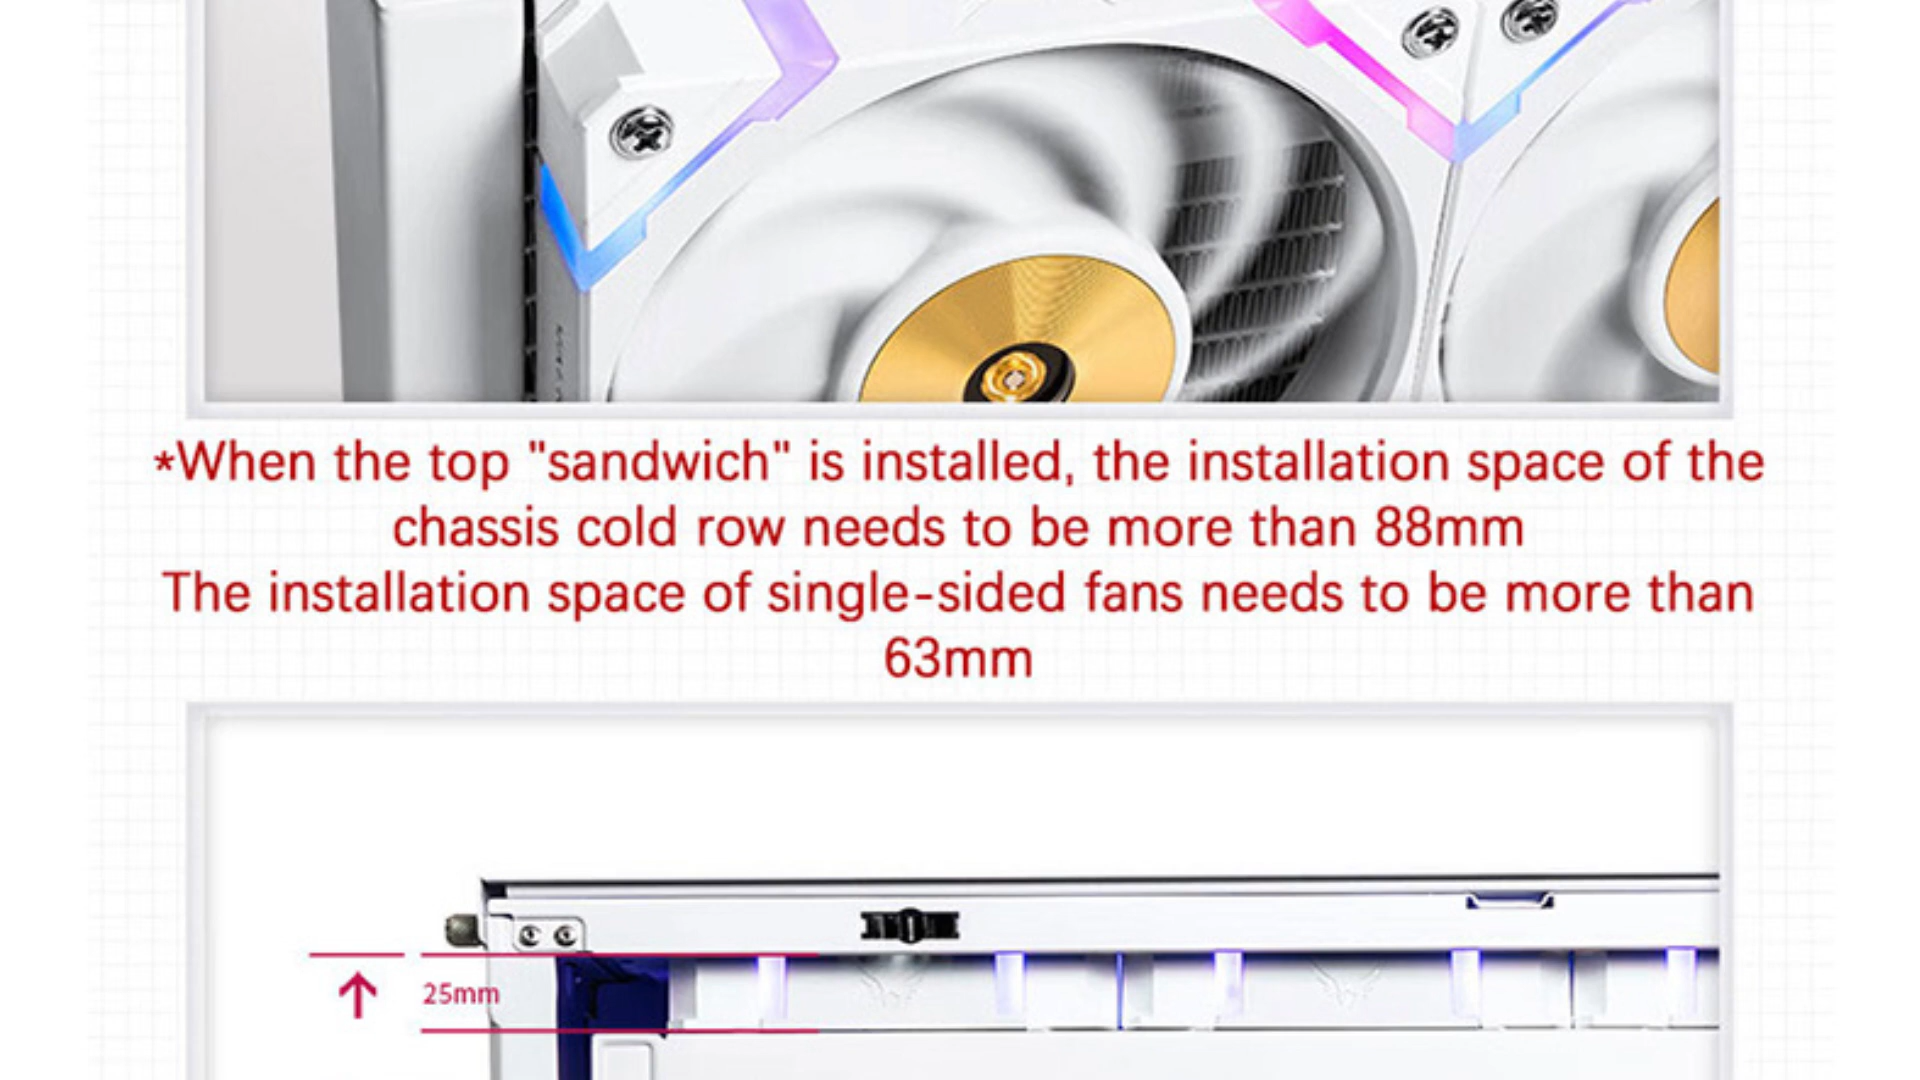 *When the top "sandwich" is installed, the installation space of the
chassis cold row needs to be more than 88mm
The installation space of single-sided fans needs to be more than
63mm
25mm